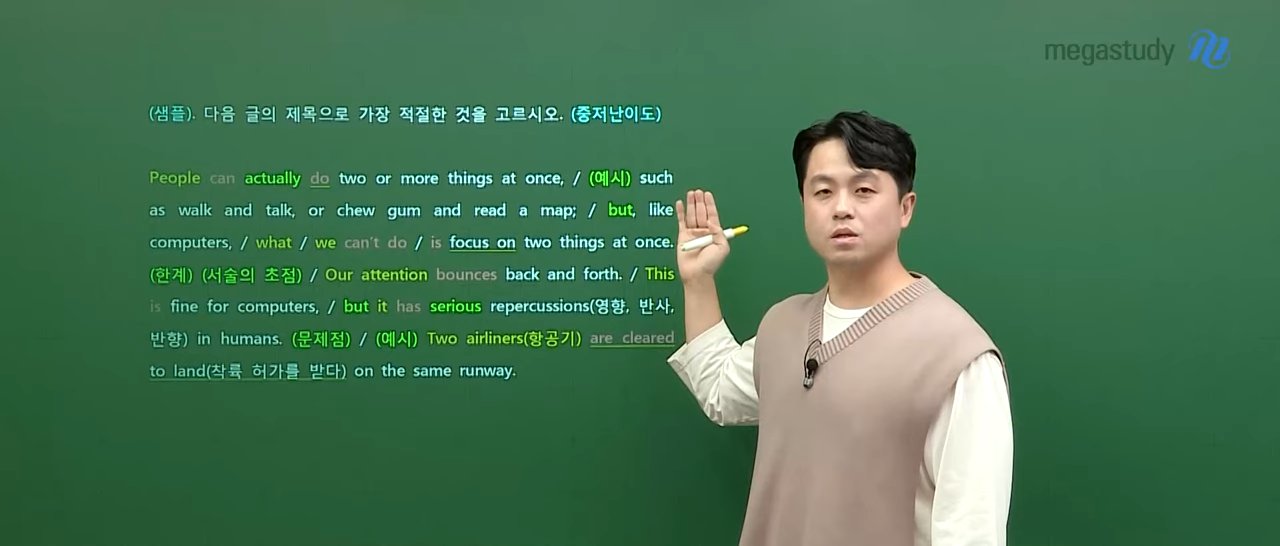 megastudy
(샘플). 다음 글의 제목으로 가장 적절한 것을 고르시오. (중저난이도)
People can actually do two or more things at once, / (예시) such
as walk and talk, or chew gum and read a map; / but, like
computers, / what / we can't do / is focus on two things at once.
(한계) (서술의 초점) / Our attention bounces back and forth. / This
is fine for computers, / but it has serious repercussions(영향, 반사,
반향) in humans. (문제점) / (예시) Two airliners(항공기) are cleared
to land(착륙 허가를 받다) on the same runway.